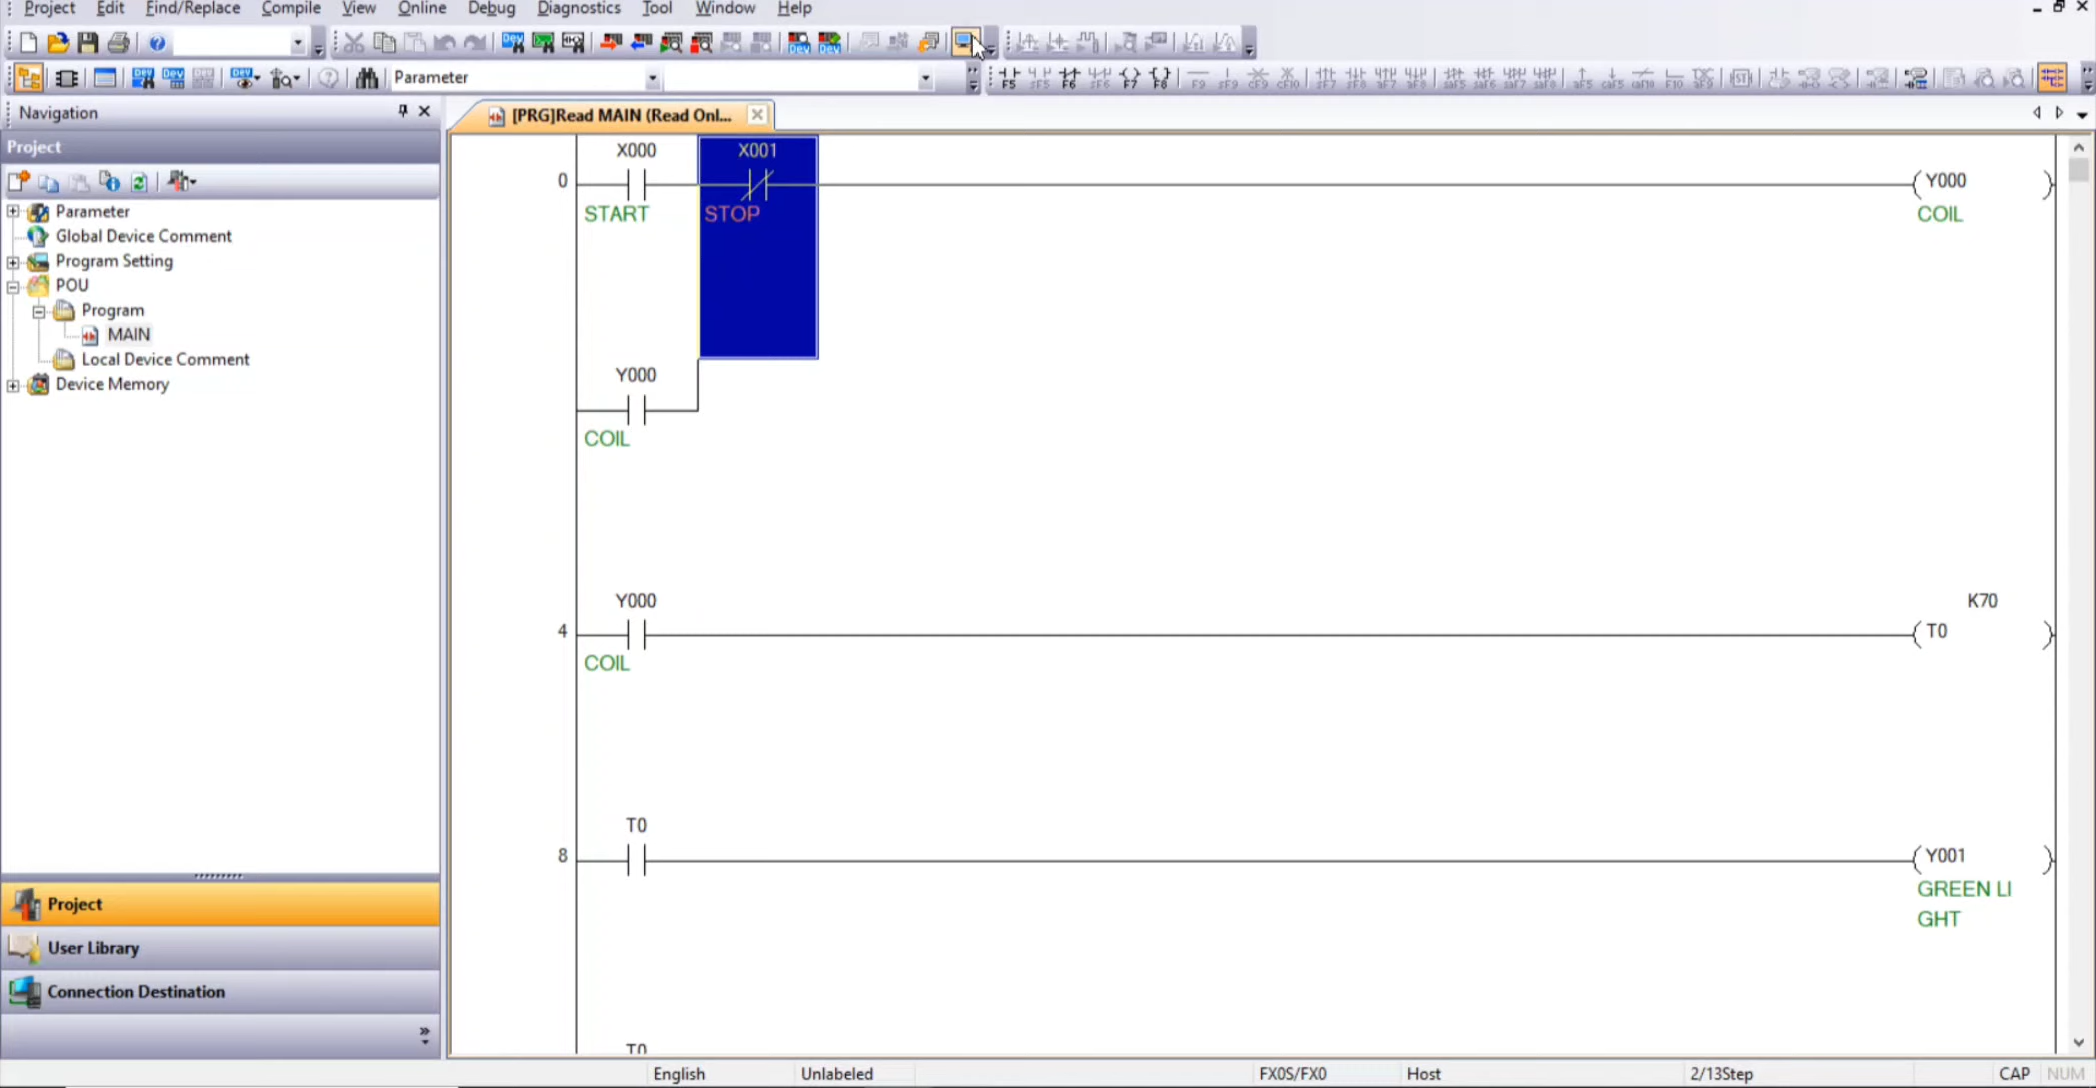 Project Edit Find/Replace Compile View Online Debug Diagnostics Tool Window Help
Parameter
Navigation
[PRG]Read MAIN (Read Onl...
Project
Parameter
Global Device Comment
Program Setting
POU
Program
MAIN
Local Device Comment
Device Memory
Project
User Library
Connection Destination
X000 X001
0 Y000
START STOP COIL
Y000
COIL
Y000 K70
4 T0
COIL
T0
8 Y001
GREEN LI
GHT
T0
English Unlabeled FX0S/FX0 Host 2/13Step CAP NUM